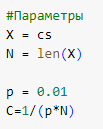 #Параметры
X = cs
N = len(X)
p = 0.01
C=1/(p*N)